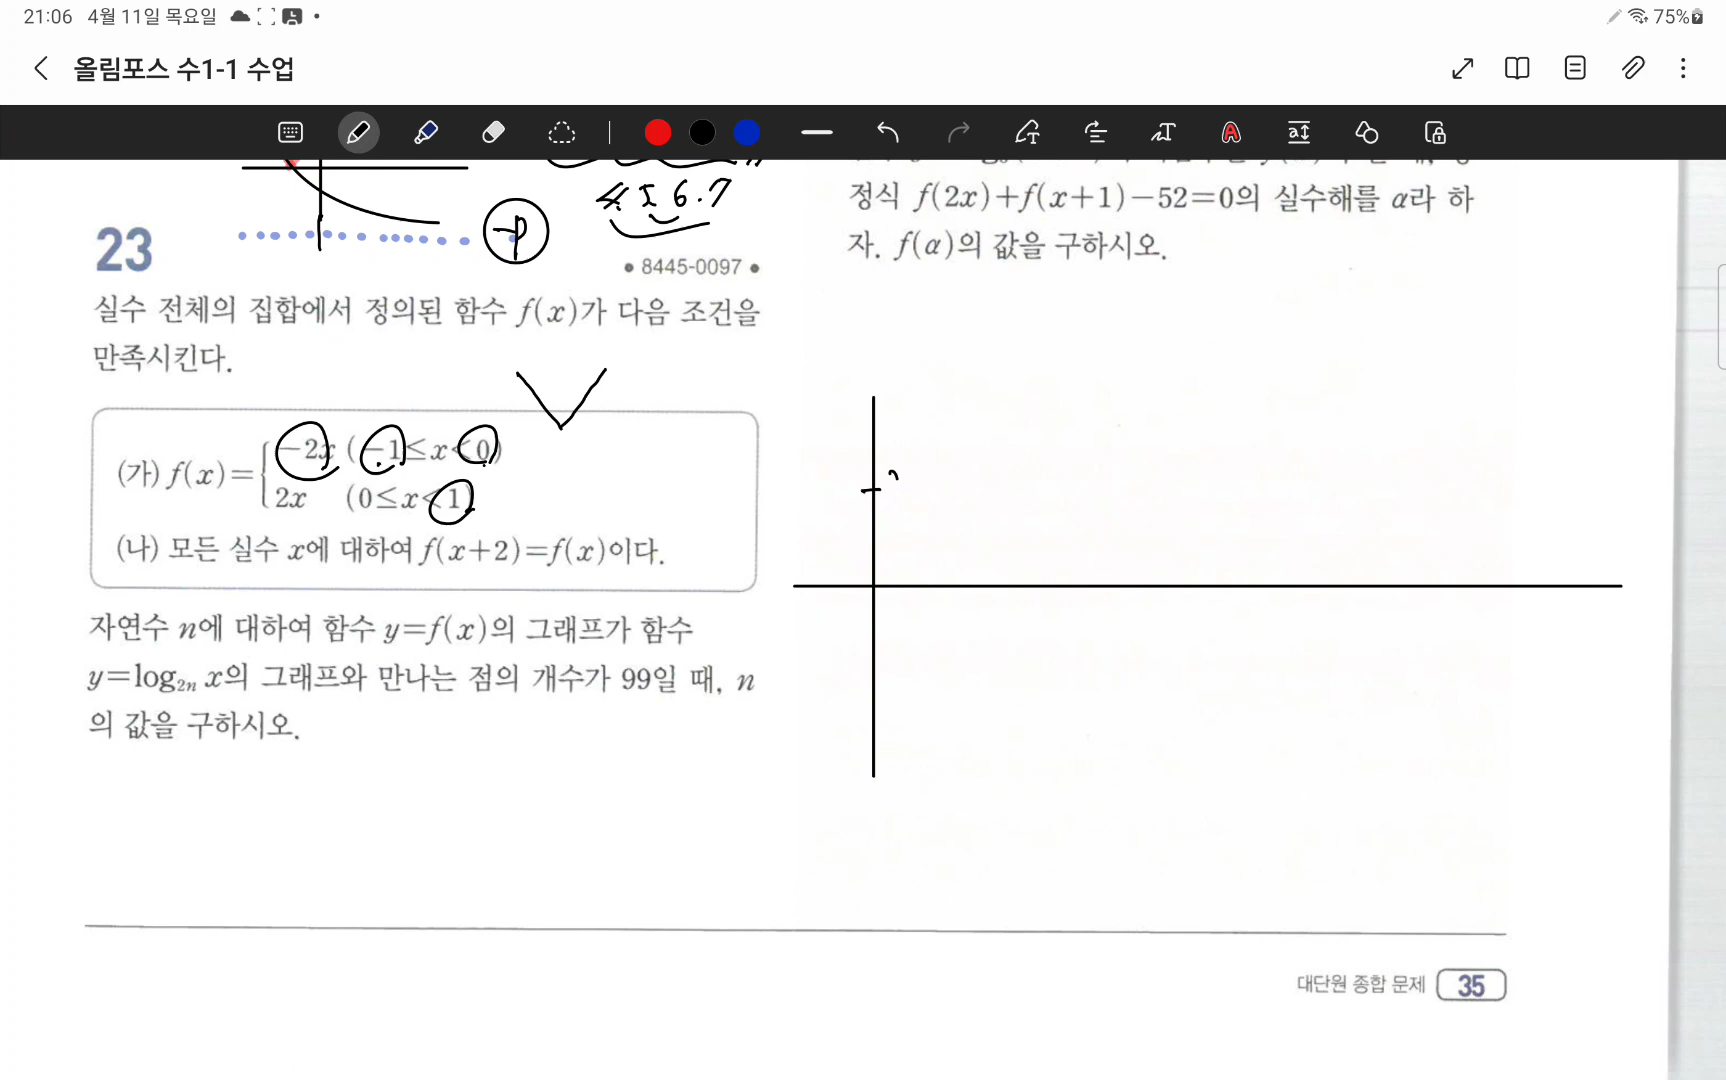 21:06 4월 11일 목요일
75%
올림포스 수1-1 수업
정식 f(2x)+f(x+1)-52=0의 실수해를 α라 하
자. f(α)의 값을 구하시오.
4 5 6.7
-p
23
• 8445-0097 •
실수 전체의 집합에서 정의된 함수 f(x)가 다음 조건을
만족시킨다.
(가) f(x)={ -2x (-1≤x<0)
2x (0≤x<1)
(나) 모든 실수 x에 대하여 f(x+2)=f(x)이다.
자연수 n에 대하여 함수 y=f(x)의 그래프가 함수
y=log₂ₙ x의 그래프와 만나는 점의 개수가 99일 때, n
의 값을 구하시오.
대단원 종합 문제 35